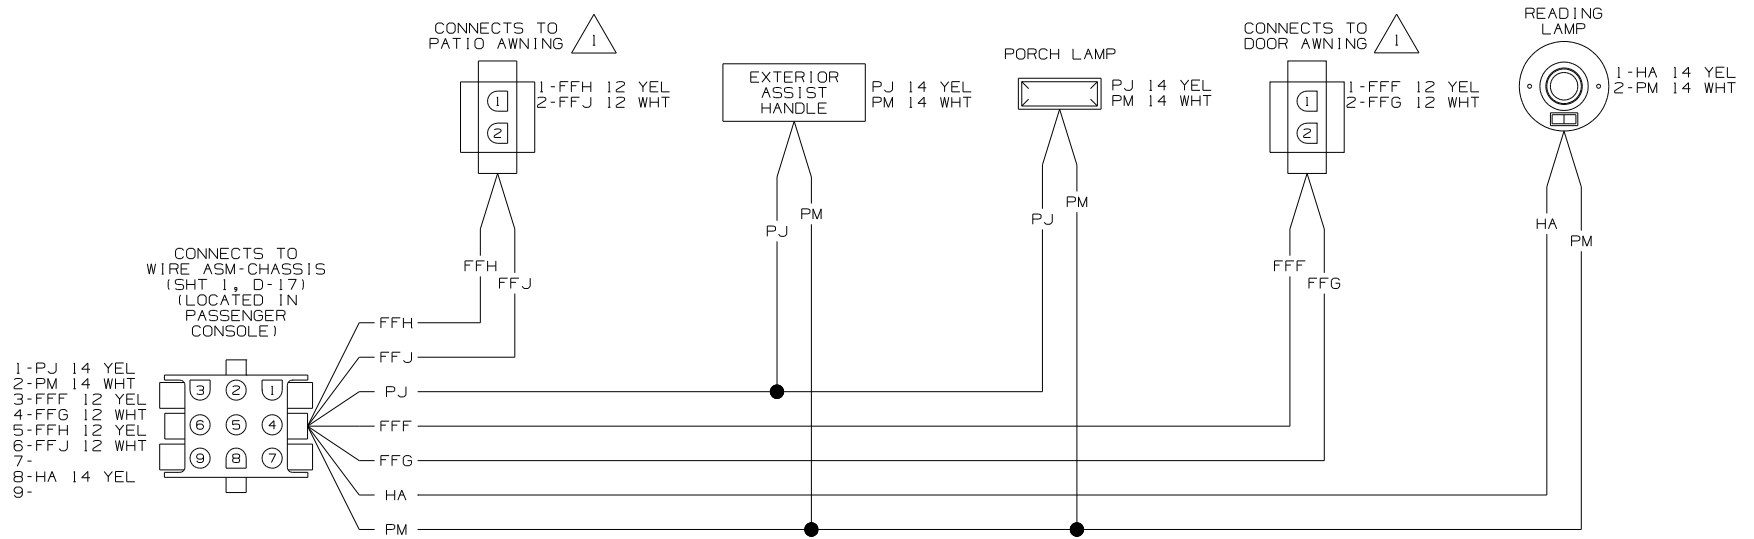 CONNECTS TO
PATIO AWNING
1
1-FFH 12 YEL
2-FFJ 12 WHT
1
2
EXTERIOR
ASSIST
HANDLE
PJ 14 YEL
PM 14 WHT
PORCH LAMP
PJ 14 YEL
PM 14 WHT
CONNECTS TO
DOOR AWNING
1
1-FFF 12 YEL
2-FFG 12 WHT
1
2
READING
LAMP
1-HA 14 YEL
2-PM 14 WHT
FFH
FFJ
PJ
PM
PJ
PM
FFF
FFG
HA
PM
CONNECTS TO
WIRE ASM-CHASSIS
(SHT 1, D-17)
(LOCATED IN
PASSENGER
CONSOLE)
1-PJ 14 YEL
2-PM 14 WHT
3-FFF 12 YEL
4-FFG 12 WHT
5-FFH 12 YEL
6-FFJ 12 WHT
7-
8-HA 14 YEL
9-
3 2 1
6 5 4
9 8 7
FFH
FFJ
PJ
FFF
FFG
HA
PM